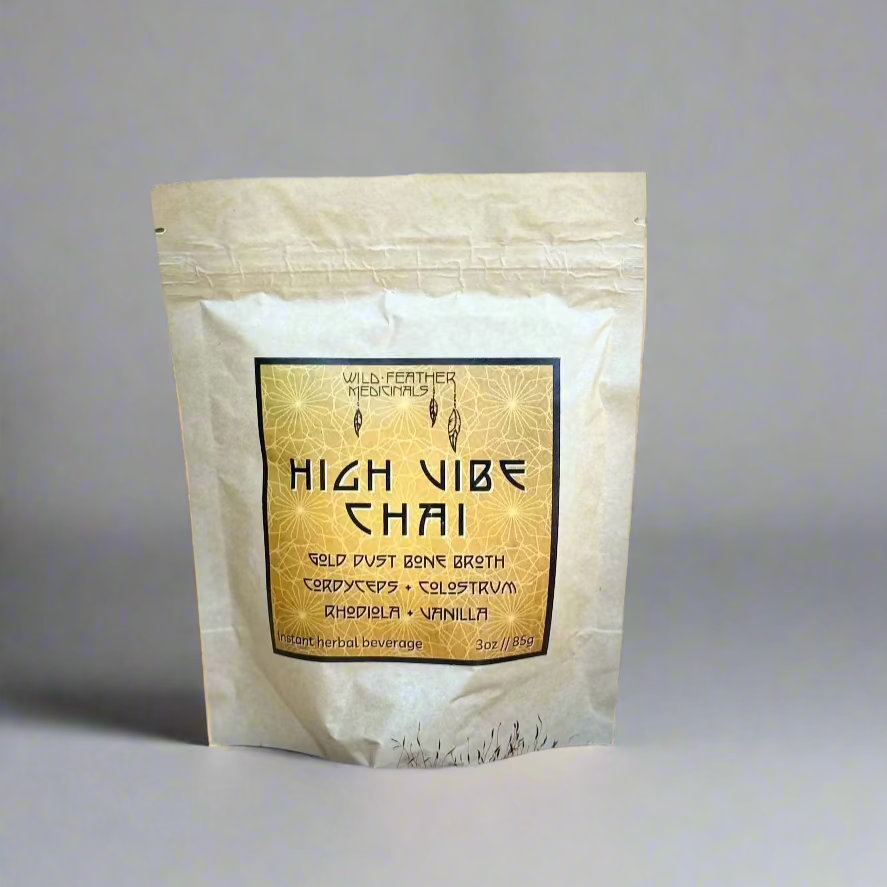 WILD·FEATHER
MEDICINALS
HIGH VIBE
CHAI
GOLD DUST BONE BROTH
CORDYCEPS + COLOSTRUM
RHODIOLA + VANILLA
instant herbal beverage 3oz // 85g